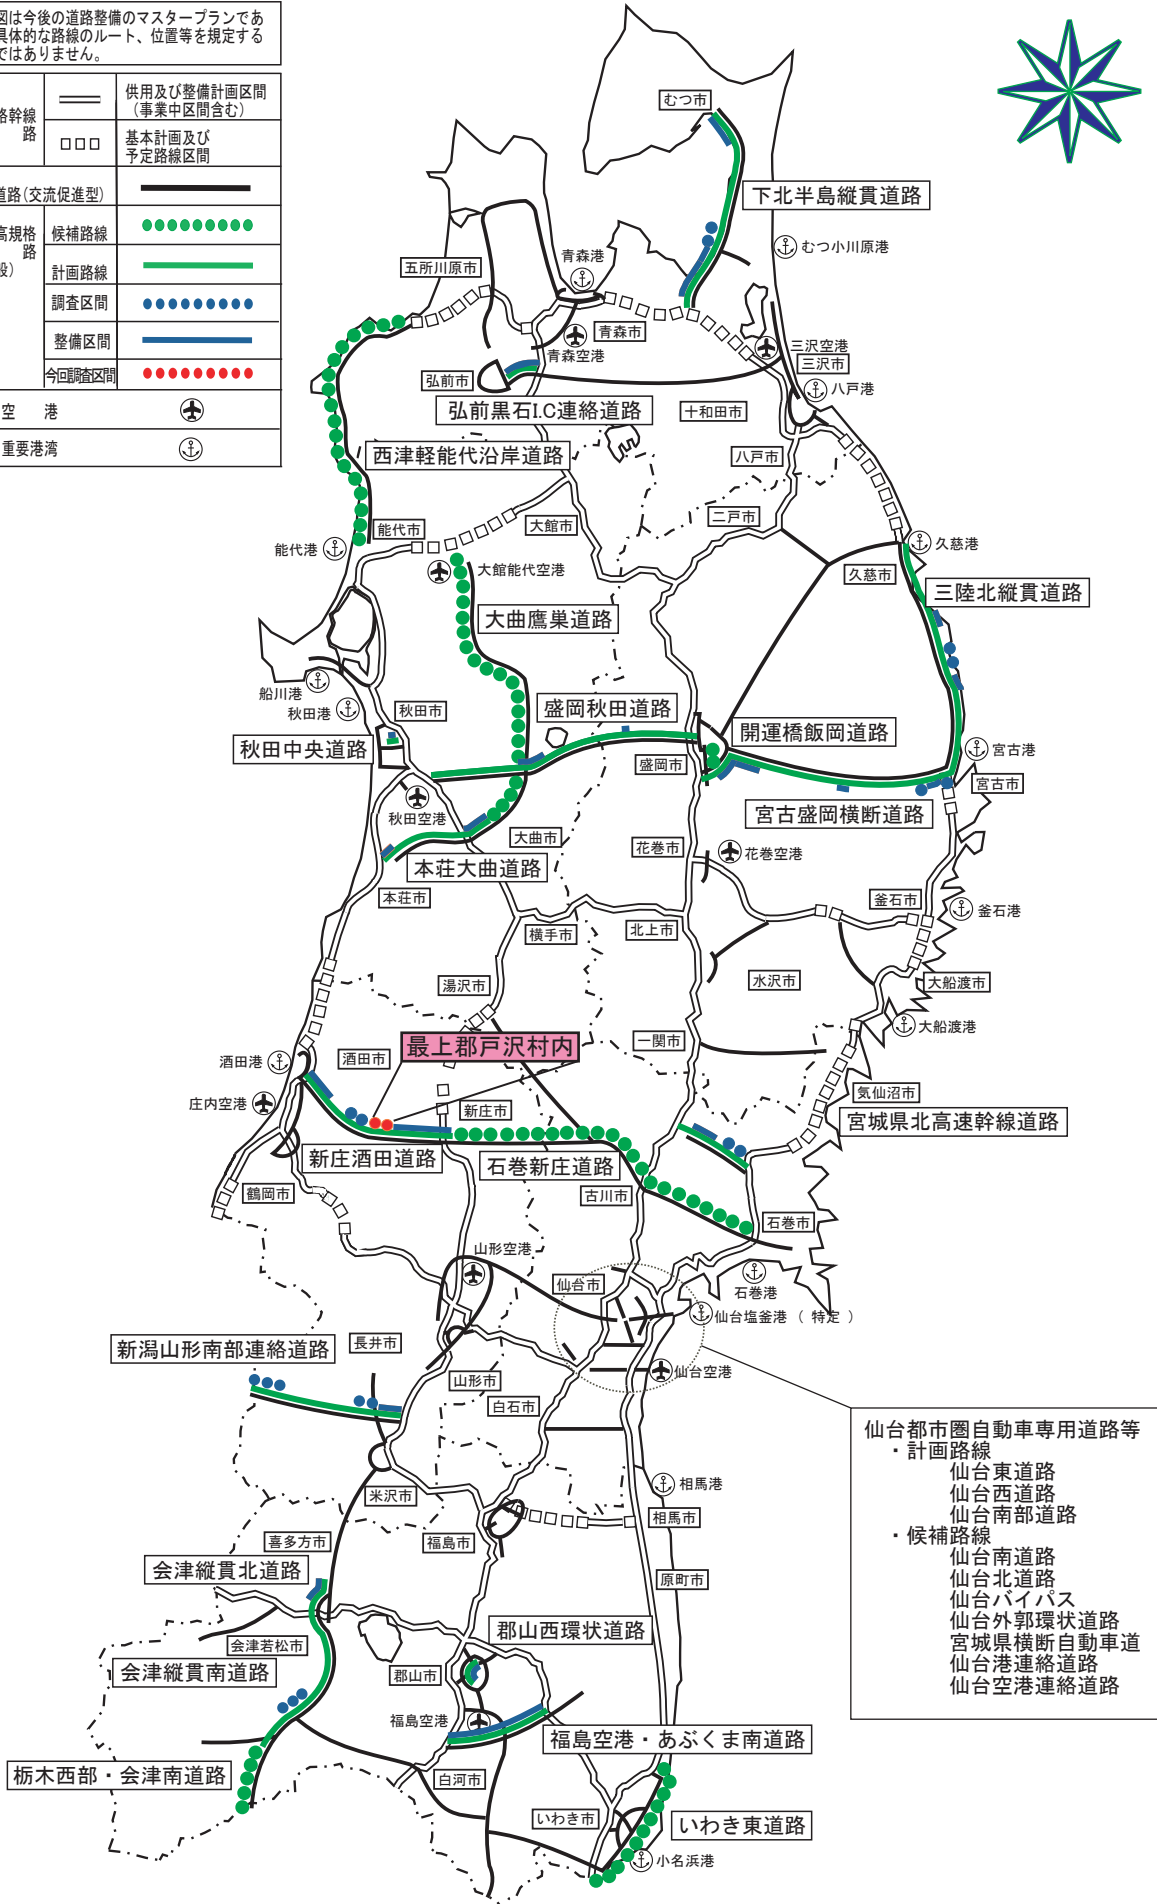 図は今後の道路整備のマスタープランであ
具体的な路線のルート、位置等を規定する
ではありません。
路幹線
路
供用及び整備計画区間
（事業中区間含む）
基本計画及び
予定路線区間
道路（交流促進型）
高規格
路
般）
候補路線
計画路線
調査区間
整備区間
今回調査区間
空　港
重要港湾
むつ市
下北半島縦貫道路
むつ小川原港
青森港
五所川原市
青森市
青森空港
三沢空港
三沢市
八戸港
弘前市
弘前黒石I.C連絡道路
十和田市
西津軽能代沿岸道路
八戸市
二戸市
大館市
能代市
能代港
大館能代空港
久慈港
久慈市
三陸北縦貫道路
大曲鷹巣道路
船川港
秋田港
秋田市
盛岡秋田道路
開運橋飯岡道路
秋田中央道路
盛岡市
宮古港
宮古市
秋田空港
宮古盛岡横断道路
大曲市
花巻市
花巻空港
本荘大曲道路
本荘市
釜石市
釜石港
横手市
北上市
湯沢市
水沢市
大船渡市
大船渡港
最上郡戸沢村内
一関市
酒田港
酒田市
庄内空港
新庄市
気仙沼市
宮城県北高速幹線道路
新庄酒田道路
石巻新庄道路
鶴岡市
古川市
石巻市
山形空港
仙台市
石巻港
仙台塩釜港（特定）
新潟山形南部連絡道路
長井市
山形市
仙台空港
白石市
仙台都市圏自動車専用道路等
・計画路線
仙台東道路
仙台西道路
仙台南部道路
・候補路線
仙台南道路
仙台北道路
仙台バイパス
仙台外郭環状道路
宮城県横断自動車道
仙台港連絡道路
仙台空港連絡道路
相馬港
米沢市
相馬市
喜多方市
福島市
会津縦貫北道路
原町市
郡山西環状道路
会津若松市
会津縦貫南道路
郡山市
福島空港
福島空港・あぶくま南道路
栃木西部・会津南道路
白河市
いわき市
いわき東道路
小名浜港